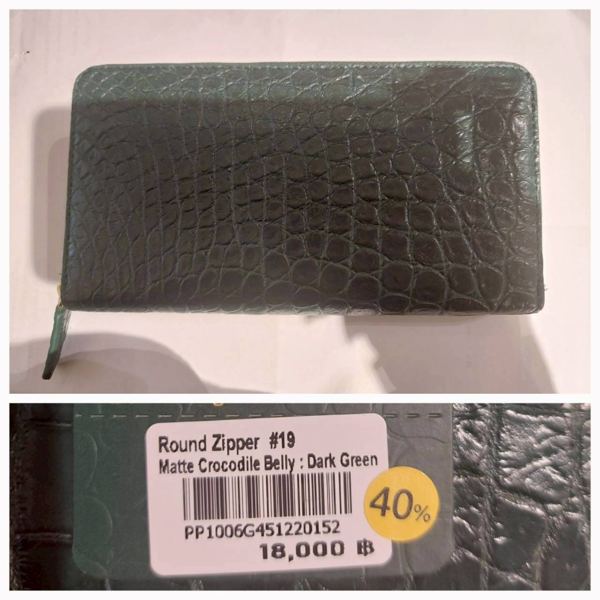 Round Zipper #19
Matte Crocodile Belly : Dark Green
PP1006G451220152
18,000 ฿
40%